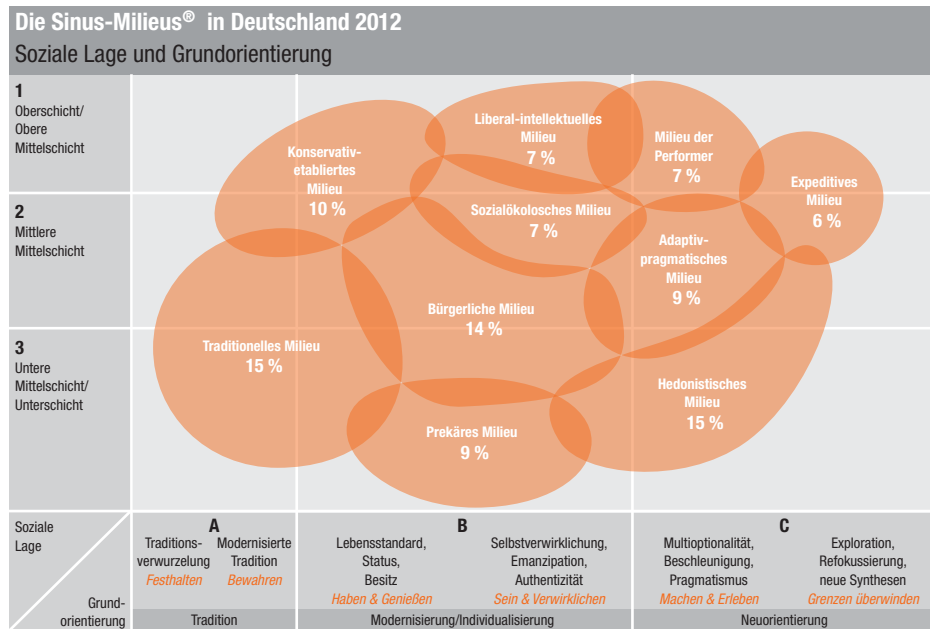 Die Sinus-Milieus® in Deutschland 2012
Soziale Lage und Grundorientierung
1
Oberschicht/
Obere
Mittelschicht
2
Mittlere
Mittelschicht
3
Untere
Mittelschicht/
Unterschicht
Konservativ-
etabliertes
Milieu
10 %
Liberal-intellektuelles
Milieu
7 %
Milieu der
Performer
7 %
Expeditives
Milieu
6 %
Sozialökolosches Milieu
7 %
Adaptiv-
pragmatisches
Milieu
9 %
Bürgerliche Milieu
14 %
Traditionelles Milieu
15 %
Hedonistisches
Milieu
15 %
Prekäres Milieu
9 %
Soziale
Lage
Grund-
orientierung
A
Traditions-
verwurzelung
Festhalten
Modernisierte
Tradition
Bewahren
Tradition
B
Lebensstandard,
Status,
Besitz
Haben & Genießen
Selbstverwirklichung,
Emanzipation,
Authentizität
Sein & Verwirklichen
Modernisierung/Individualisierung
C
Multioptionalität,
Beschleunigung,
Pragmatismus
Machen & Erleben
Exploration,
Refokussierung,
neue Synthesen
Grenzen überwinden
Neuorientierung